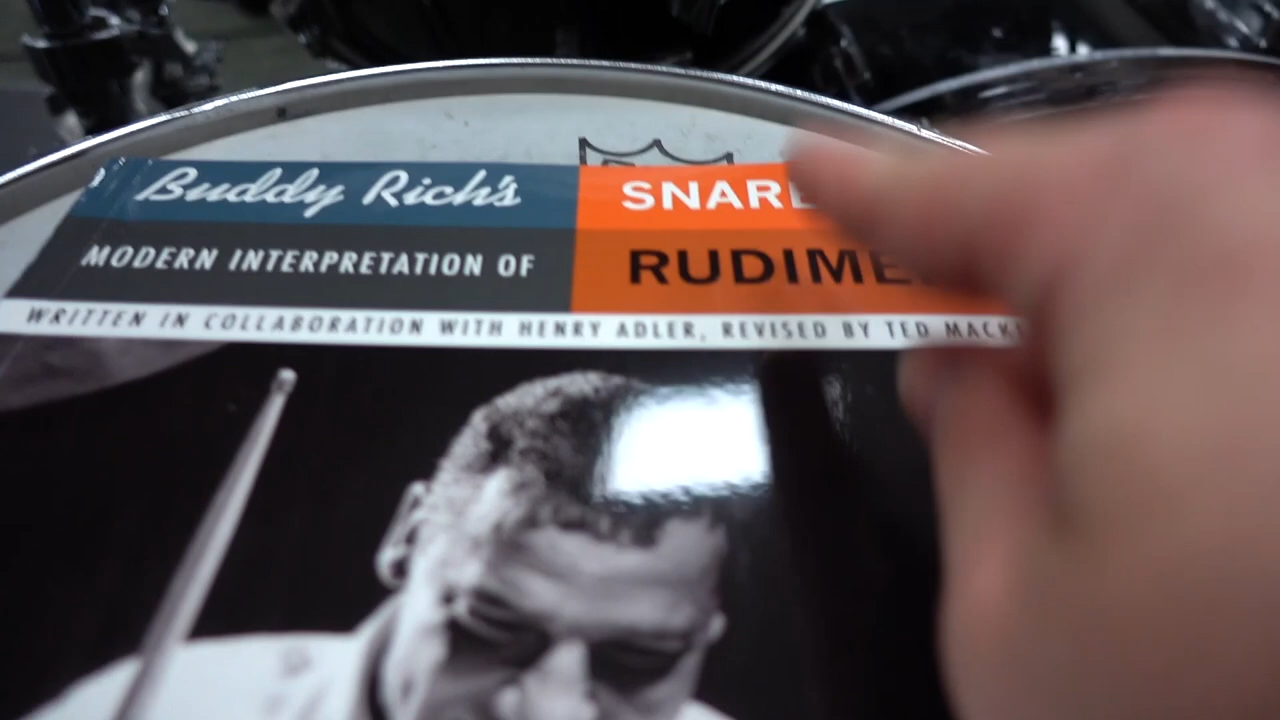 Buddy Rich's SNARE
MODERN INTERPRETATION OF RUDIME
WRITTEN IN COLLABORATION WITH HENRY ADLER, REVISED BY TED MACK